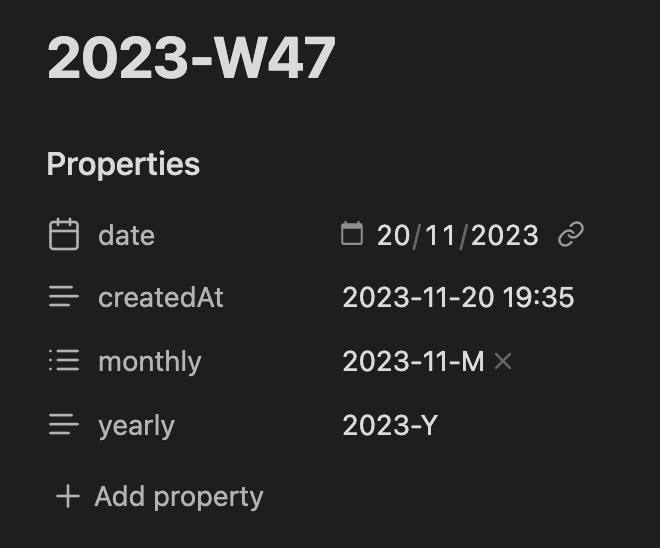 2023-W47
Properties
date 20/11/2023
createdAt 2023-11-20 19:35
monthly 2023-11-M ×
yearly 2023-Y
+ Add property